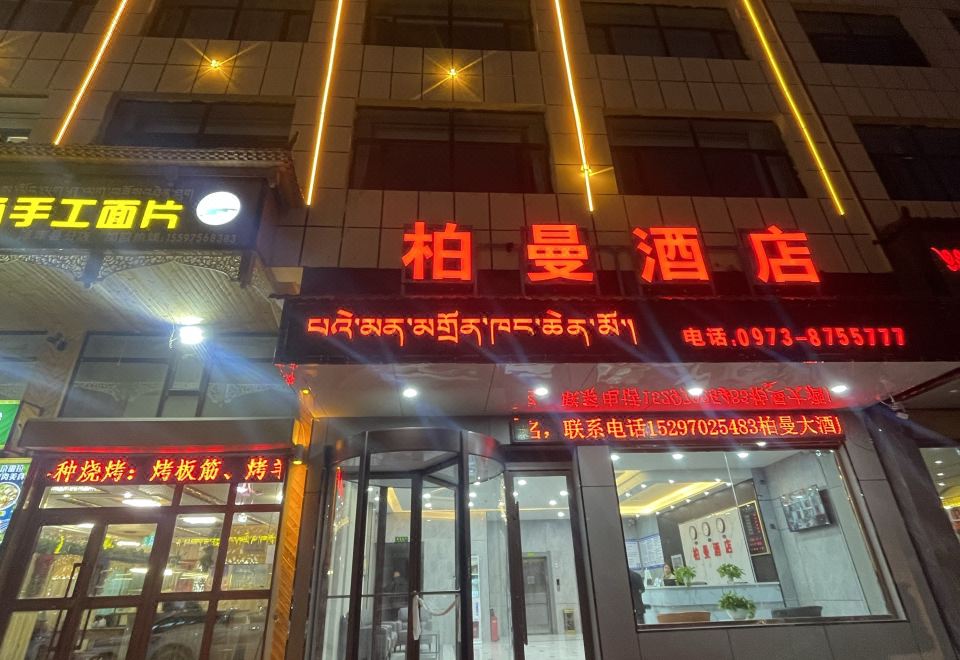 手工面片
15597568383
柏曼酒店
པའེ་མན་མགྲོན་ཁང་ཆེན་མོ།
电话:0973-8755777
名，联系电话15297025483柏曼大酒
种烧烤：烤板筋、烤羊
柏曼酒店